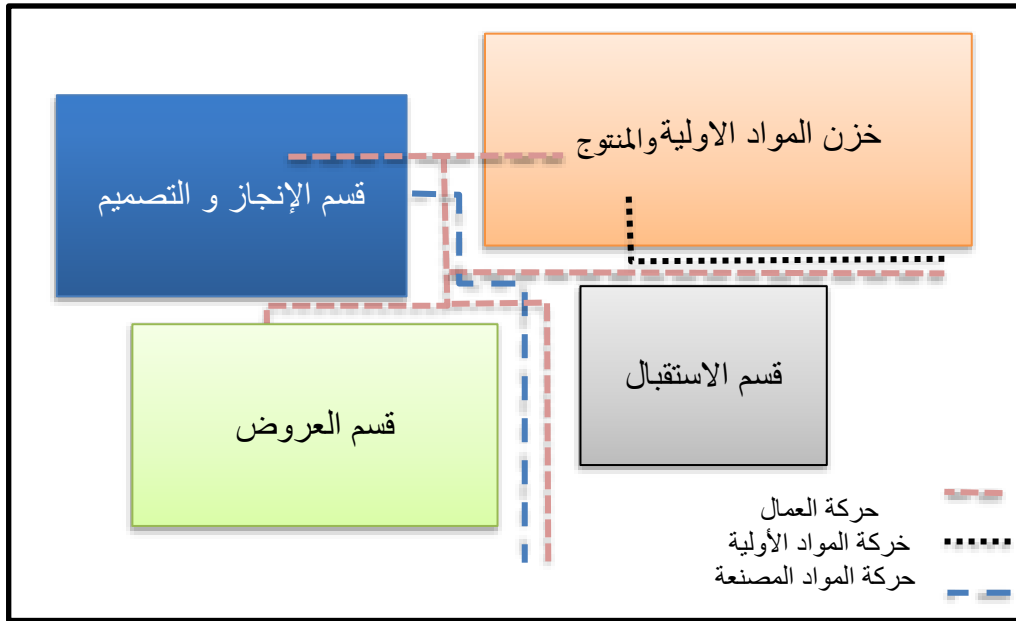 خزن المواد الاولية والمنتوج
قسم الإنجاز و التصميم
قسم الاستقبال
قسم العروض
حركة العمال
خركة المواد الأولية
حركة المواد المصنعة